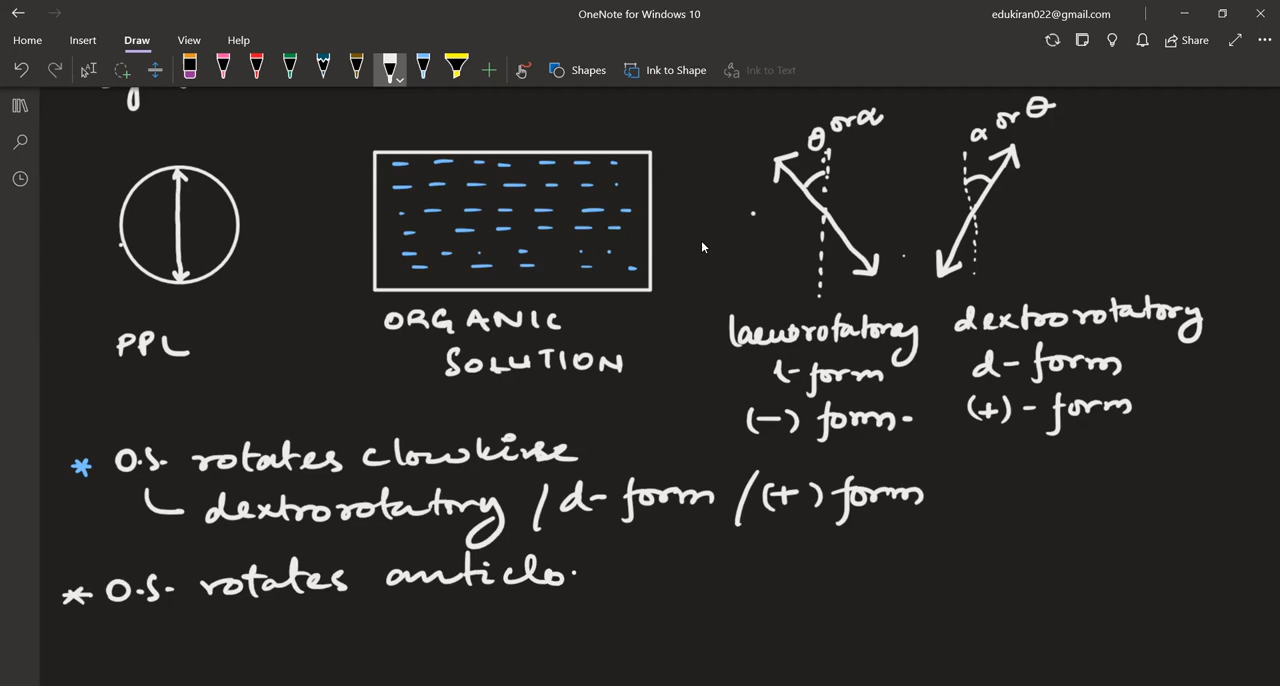 OneNote for Windows 10
edukiran022@gmail.com
Home Insert Draw View Help
Share
Shapes
Ink to Shape
Ink to Text
θ or α
α or θ
PPL
ORGANIC
SOLUTION
laevorotatory
l- form
(-) form.
dextrorotatory
d- form
(+) - form
* O.S. rotates clowkise
dextrorotatory / d- form / (+) form
* O.S. rotates anticlo.